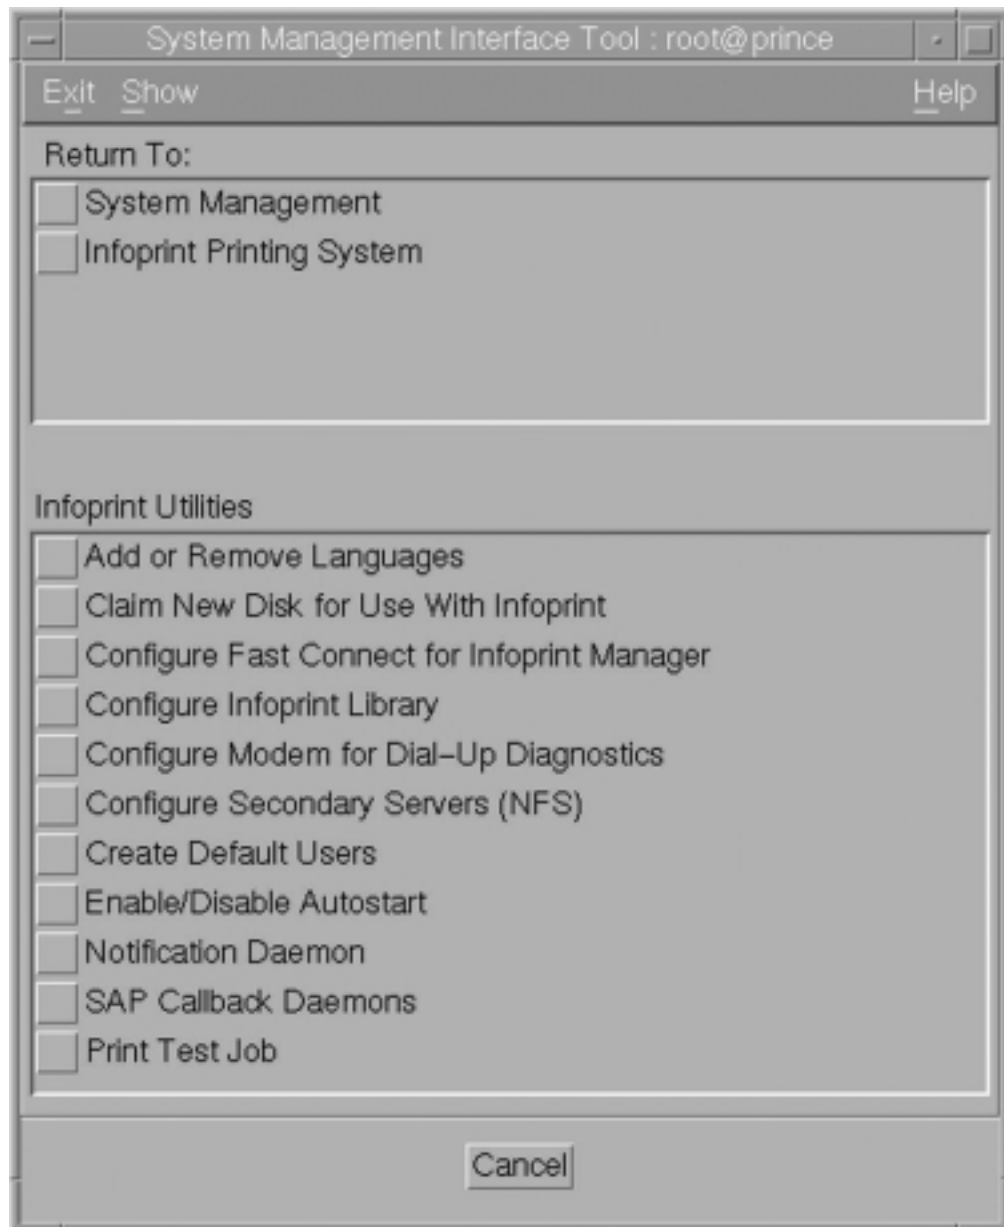 System Management Interface Tool : root@prince
Exit Show Help
Return To:
System Management
Infoprint Printing System
Infoprint Utilities
Add or Remove Languages
Claim New Disk for Use With Infoprint
Configure Fast Connect for Infoprint Manager
Configure Infoprint Library
Configure Modem for Dial-Up Diagnostics
Configure Secondary Servers (NFS)
Create Default Users
Enable/Disable Autostart
Notification Daemon
SAP Callback Daemons
Print Test Job
Cancel